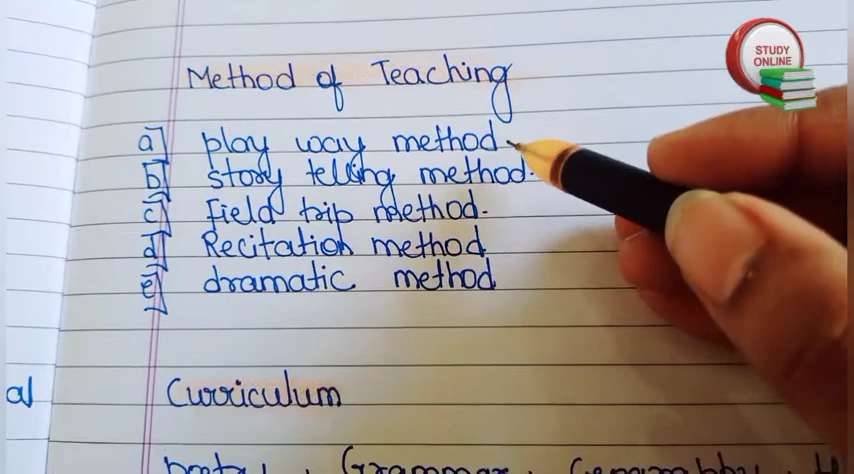 STUDY
ONLINE
Method of Teaching
a] play way method
b] story telling method.
c] field trip method.
d] Recitation method
e] dramatic method
a] Curriculum
Grammar,